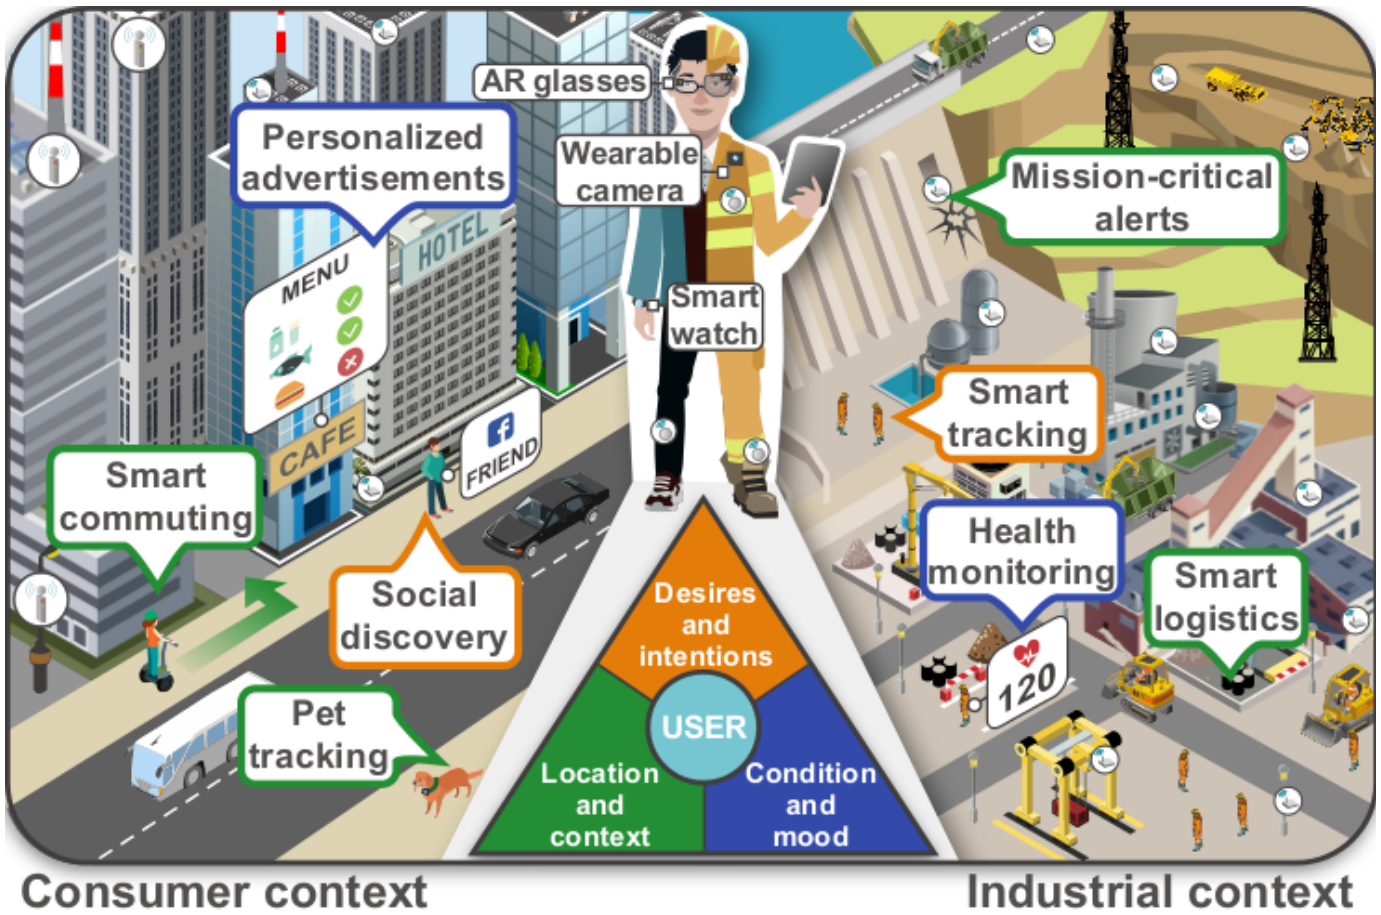 AR glasses
Personalized
advertisements
Wearable
camera
Mission-critical
alerts
HOTEL
MENU
Smart
watch
Smart
tracking
CAFE
f
FRIEND
Smart
commuting
Health
monitoring
Smart
logistics
Social
discovery
Desires
and
intentions
120
Pet
tracking
USER
Location
and
context
Condition
and
mood
Consumer context
Industrial context